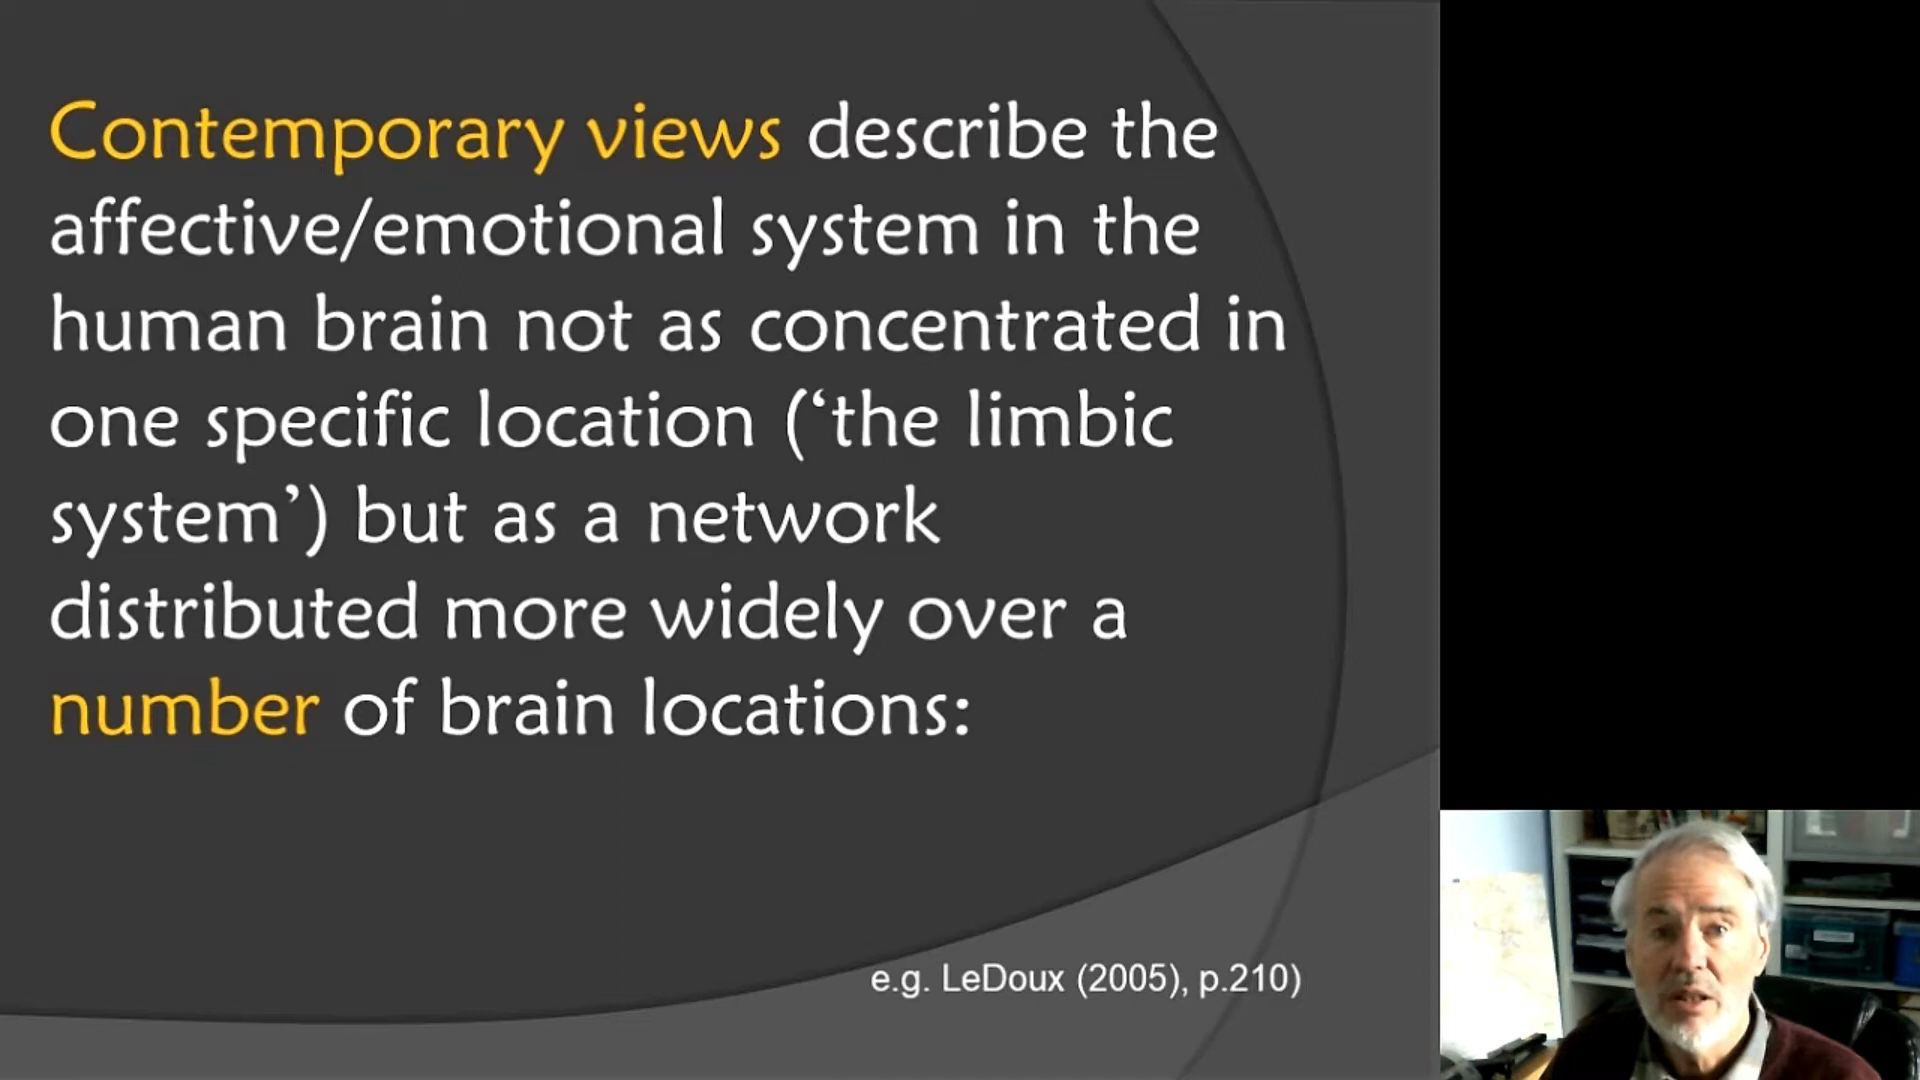 Contemporary views describe the
affective/emotional system in the
human brain not as concentrated in
one specific location (‘the limbic
system’) but as a network
distributed more widely over a
number of brain locations:
e.g. LeDoux (2005), p.210)